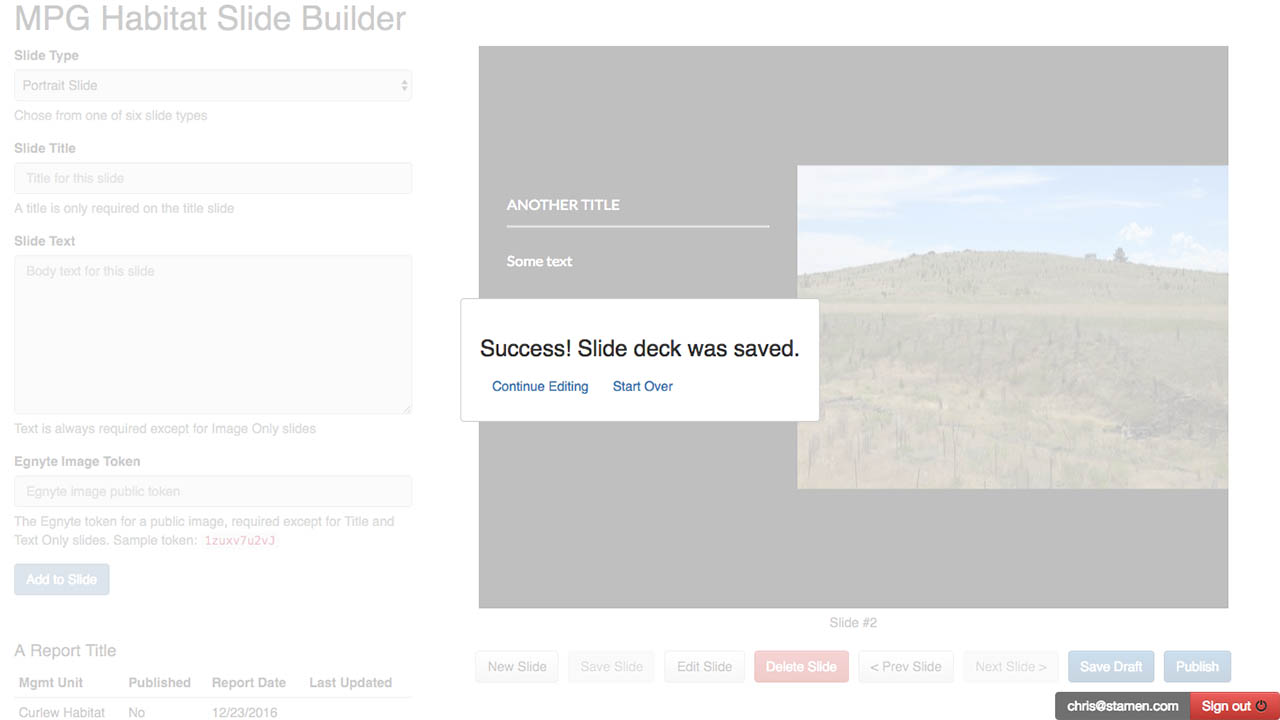 MPG Habitat Slide Builder
Slide Type
Portrait Slide
Chose from one of six slide types
Slide Title
Title for this slide
A title is only required on the title slide
Slide Text
Body text for this slide
Text is always required except for Image Only slides
Egnyte Image Token
Egnyte image public token
The Egnyte token for a public image, required except for Title and
Text Only slides. Sample token: 1zuxv7u2vJ
Add to Slide
A Report Title
Mgmt Unit Published Report Date Last Updated
Curlew Habitat No 12/23/2016
ANOTHER TITLE
Some text
Success! Slide deck was saved.
Continue Editing Start Over
Slide #2
New Slide Save Slide Edit Slide Delete Slide < Prev Slide Next Slide > Save Draft Publish
chris@stamen.com Sign out